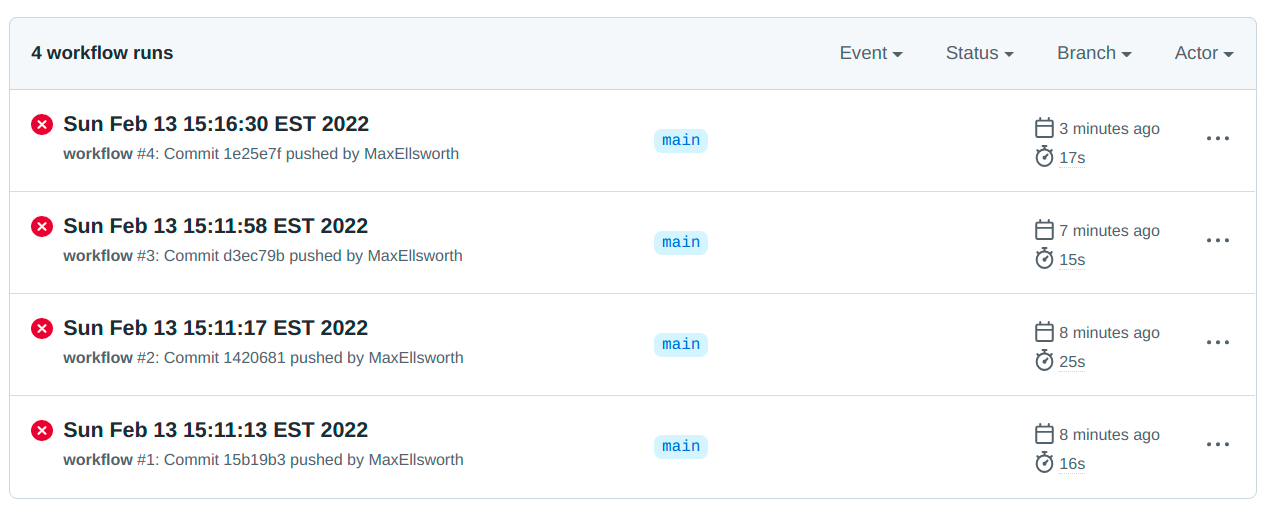 4 workflow runs Event Status Branch Actor
Sun Feb 13 15:16:30 EST 2022
workflow #4: Commit 1e25e7f pushed by MaxEllsworth
main
3 minutes ago
17s
Sun Feb 13 15:11:58 EST 2022
workflow #3: Commit d3ec79b pushed by MaxEllsworth
main
7 minutes ago
15s
Sun Feb 13 15:11:17 EST 2022
workflow #2: Commit 1420681 pushed by MaxEllsworth
main
8 minutes ago
25s
Sun Feb 13 15:11:13 EST 2022
workflow #1: Commit 15b19b3 pushed by MaxEllsworth
main
8 minutes ago
16s